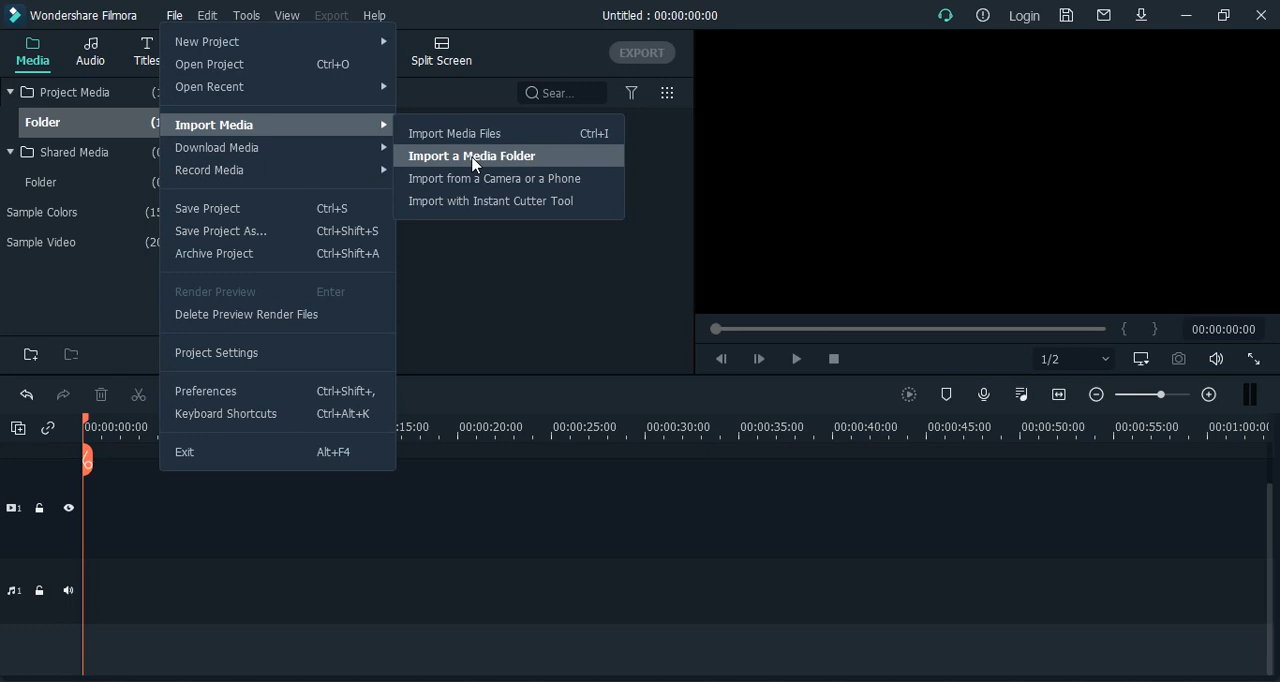 Wondershare Filmora File Edit Tools View Export Help Untitled : 00:00:00:00 Login
Media Audio Titles Split Screen EXPORT
Project Media
Folder
Shared Media
Folder
Sample Colors (15
Sample Video (20
Sear...
New Project
Open Project Ctrl+O
Open Recent
Import Media
Download Media
Record Media
Save Project Ctrl+S
Save Project As... Ctrl+Shift+S
Archive Project Ctrl+Shift+A
Render Preview Enter
Delete Preview Render Files
Project Settings
Preferences Ctrl+Shift+,
Keyboard Shortcuts Ctrl+Alt+K
Exit Alt+F4
Import Media Files Ctrl+I
Import a Media Folder
Import from a Camera or a Phone
Import with Instant Cutter Tool
{ } 00:00:00:00
1/2
00:00:00:00 :15:00 00:00:20:00 00:00:25:00 00:00:30:00 00:00:35:00 00:00:40:00 00:00:45:00 00:00:50:00 00:00:55:00 00:01:00:0
1
1